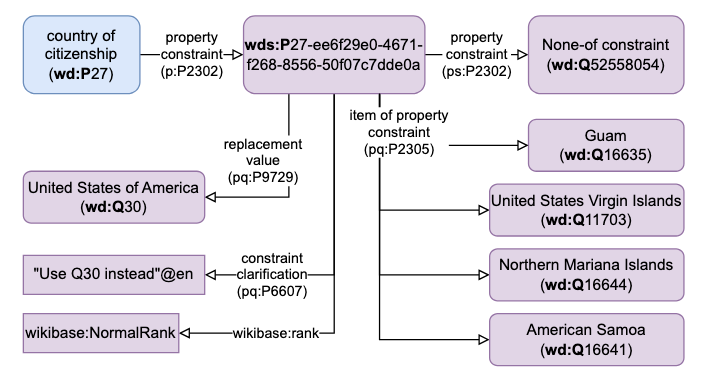 country of
citizenship
(wd:P27)
property
constraint
(p:P2302)
wds:P27-ee6f29e0-4671-
f268-8556-50f07c7dde0a
property
constraint
(ps:P2302)
None-of constraint
(wd:Q52558054)
replacement
value
(pq:P9729)
item of property
constraint
(pq:P2305)
Guam
(wd:Q16635)
United States of America
(wd:Q30)
United States Virgin Islands
(wd:Q11703)
"Use Q30 instead"@en
constraint
clarification
(pq:P6607)
Northern Mariana Islands
(wd:Q16644)
wikibase:NormalRank
wikibase:rank
American Samoa
(wd:Q16641)